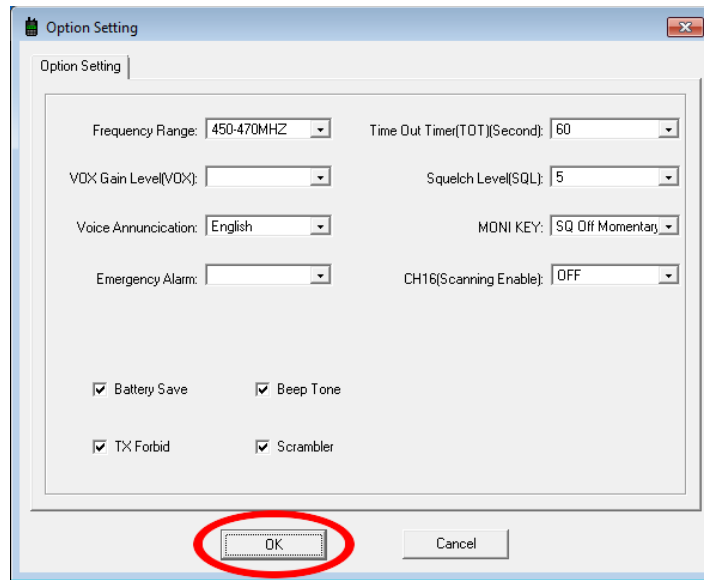 Option Setting
Option Setting
Frequency Range: 450-470MHZ Time Out Timer(TOT)(Second): 60
VOX Gain Level(VOX): Squelch Level(SQL): 5
Voice Annuncication: English MONI KEY: SQ Off Momentary
Emergency Alarm: CH16(Scanning Enable): OFF
Battery Save Beep Tone
TX Forbid Scrambler
OK Cancel